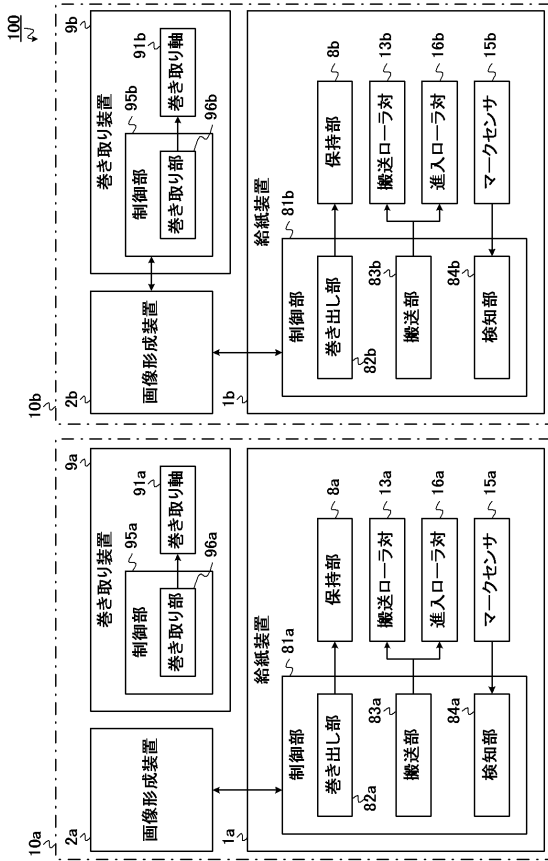 100
10a
2a
画像形成装置
9a
巻き取り装置
95a
制御部
巻き取り部
96a
91a
巻き取り軸
1a
給紙装置
81a
制御部
巻き出し部
82a
搬送部
83a
検知部
84a
保持部
8a
搬送ローラ対
13a
進入ローラ対
16a
マークセンサ
15a
10b
2b
画像形成装置
9b
巻き取り装置
95b
制御部
巻き取り部
96b
91b
巻き取り軸
1b
給紙装置
81b
制御部
巻き出し部
82b
搬送部
83b
検知部
84b
保持部
8b
搬送ローラ対
13b
進入ローラ対
16b
マークセンサ
15b